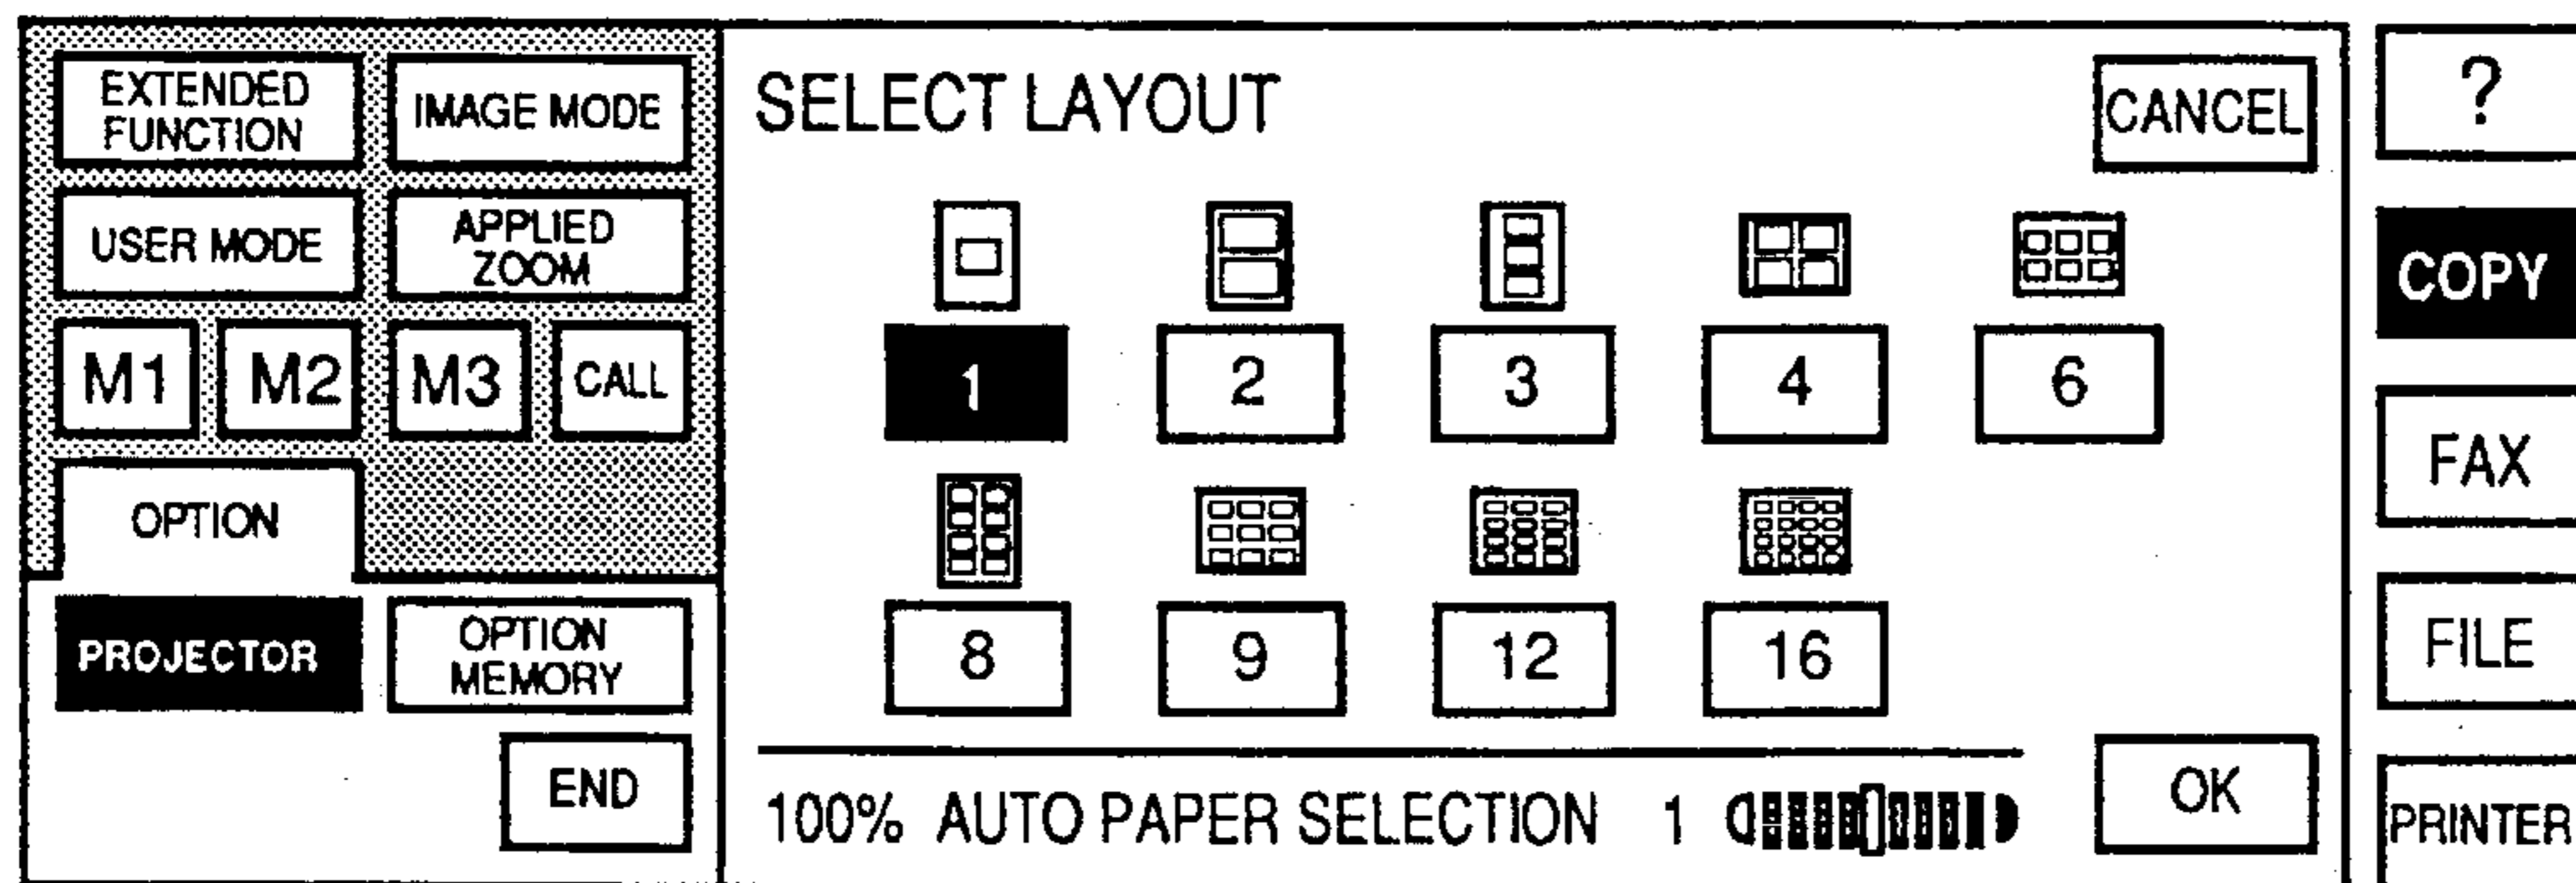 EXTENDED
FUNCTION
IMAGE MODE
USER MODE
APPLIED
ZOOM
M1
M2
M3
CALL
OPTION
PROJECTOR
OPTION
MEMORY
END
SELECT LAYOUT
CANCEL
1
2
3
4
6
8
9
12
16
100% AUTO PAPER SELECTION 1
OK
?
COPY
FAX
FILE
PRINTER